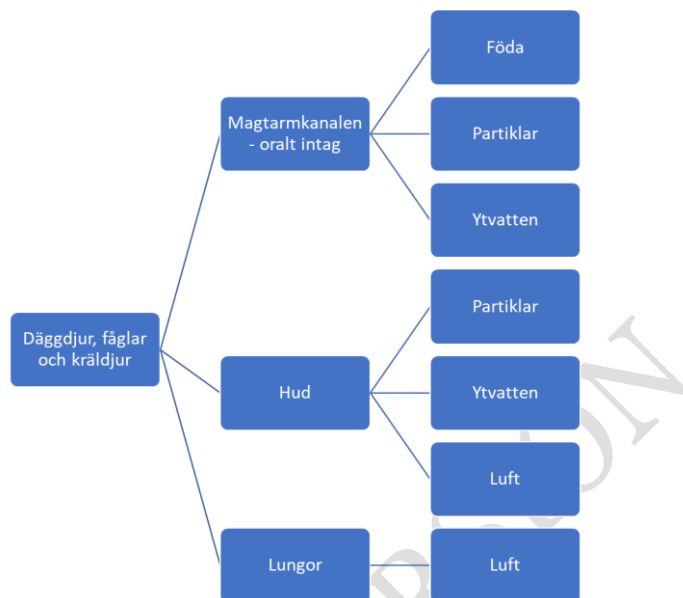 Föda
Magtarmkanalen
- oralt intag
Partiklar
Ytvatten
Däggdjur, fåglar
och kräldjur
Hud
Partiklar
Ytvatten
Luft
Lungor
Luft